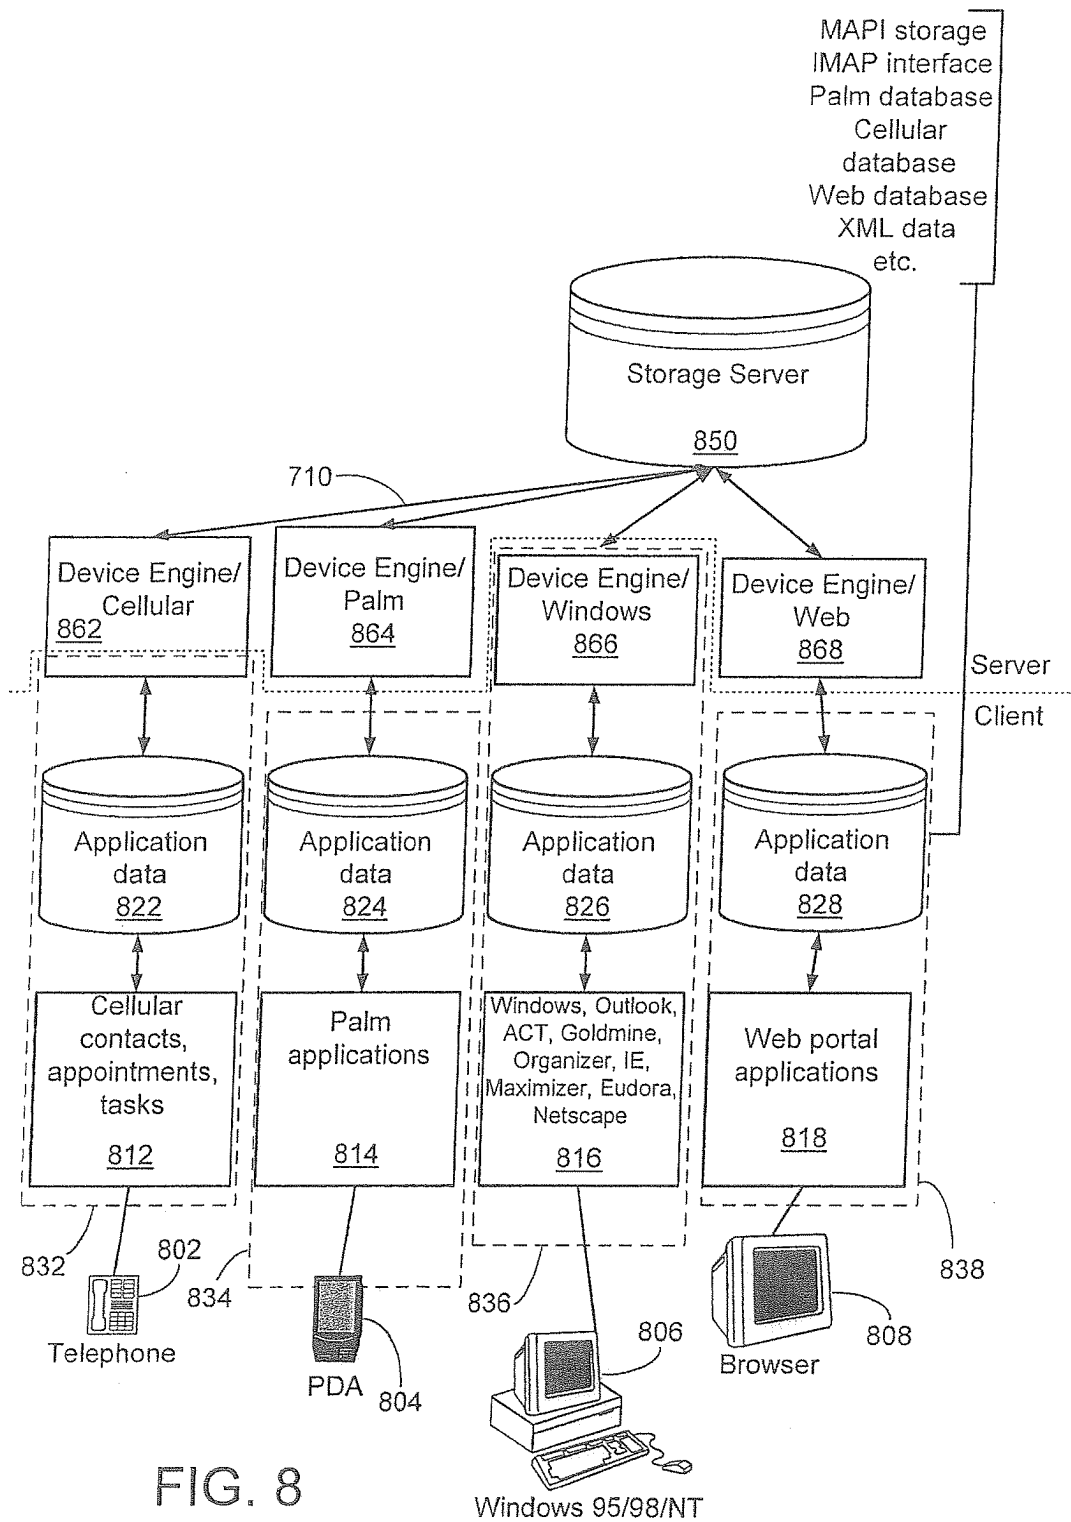 MAPI storage
IMAP interface
Palm database
Cellular
database
Web database
XML data
etc.
Storage Server
850
710
Device Engine/
Cellular
862
Device Engine/
Palm
864
Device Engine/
Windows
866
Device Engine/
Web
868
Server
Client
Application
data
822
Application
data
824
Application
data
826
Application
data
828
Cellular
contacts,
appointments,
tasks
812
Palm
applications
814
Windows, Outlook,
ACT, Goldmine,
Organizer, IE,
Maximizer, Eudora,
Netscape
816
Web portal
applications
818
832
802
834
836
838
Telephone
PDA
804
806
808
Browser
Windows 95/98/NT
FIG. 8